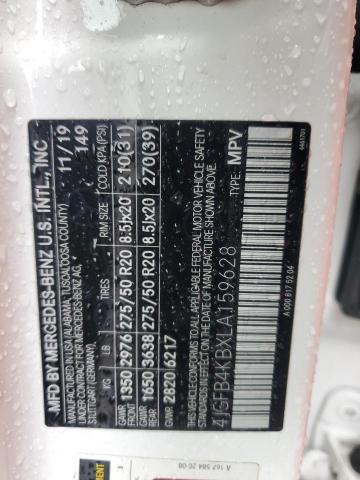 MFD BY MERCEDES-BENZ U.S. INTL., INC
MANUFACTURED IN USA (ALABAMA, TUSCALOOSA COUNTY)
FOR MERCEDES-BENZ AG
STUTTGART (GERMANY)
11/19
149
KG LB TIRES RIM SIZE COLD KPA(PSI)
GVWR
1350 2976 275/50 R20 8.5Jx20 210(31)
FRONT
GAWR
1650 3638 275/50 R20 8.5Jx20 270(39)
REAR
2820 6217
THIS VEHICLE CONFORMS TO ALL APPLICABLE FEDERAL MOTOR VEHICLE SAFETY
STANDARDS IN EFFECT ON THE DATE OF MANUFACTURE SHOWN ABOVE.
4JGFB4KBXLA159628
TYPE: MPV
A 000 817 52 04
6461701
A 167 584 20 08